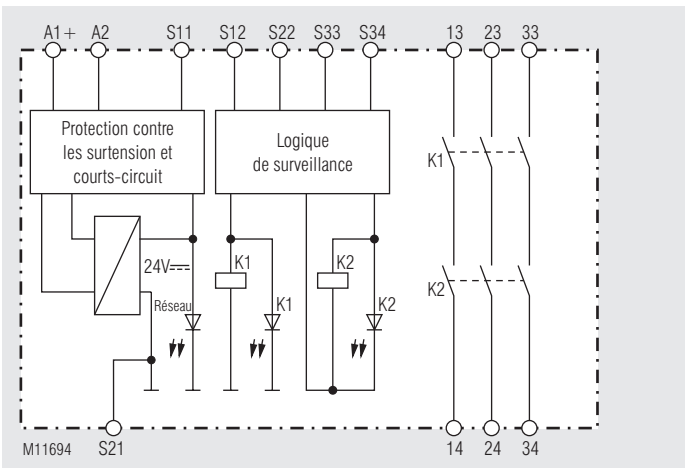 A1+ A2 S11 S12 S22 S33 S34 13 23 33
Protection contre
les surtension et
courts-circuit
Logique
de surveillance
K1
24V
K1
K2
K2
Réseau
K1
K2
M11694 S21 14 24 34